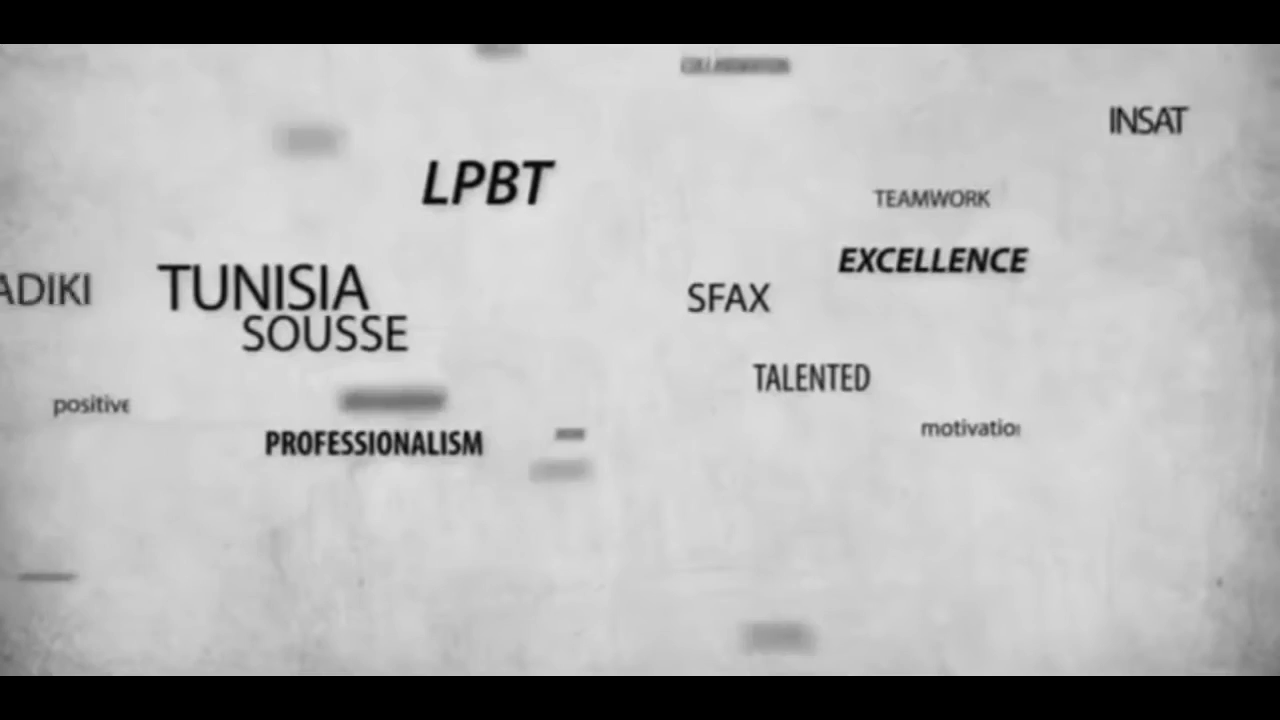 INSAT
LPBT
TEAMWORK
EXCELLENCE
ADIKI
TUNISIA
SFAX
SOUSSE
TALENTED
positive
motivatio
PROFESSIONALISM